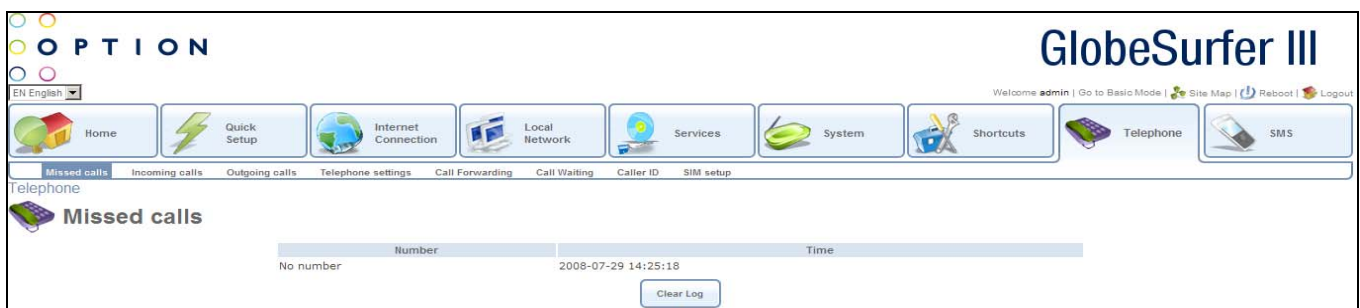 OPTION
GlobeSurfer III
EN English
Welcome admin | Go to Basic Mode | Site Map | Reboot | Logout
Home
Quick Setup
Internet Connection
Local Network
Services
System
Shortcuts
Telephone
SMS
Missed calls Incoming calls Outgoing calls Telephone settings Call Forwarding Call Waiting Caller ID SIM setup
Telephone
Missed calls
Number Time
No number 2008-07-29 14:25:18
Clear Log